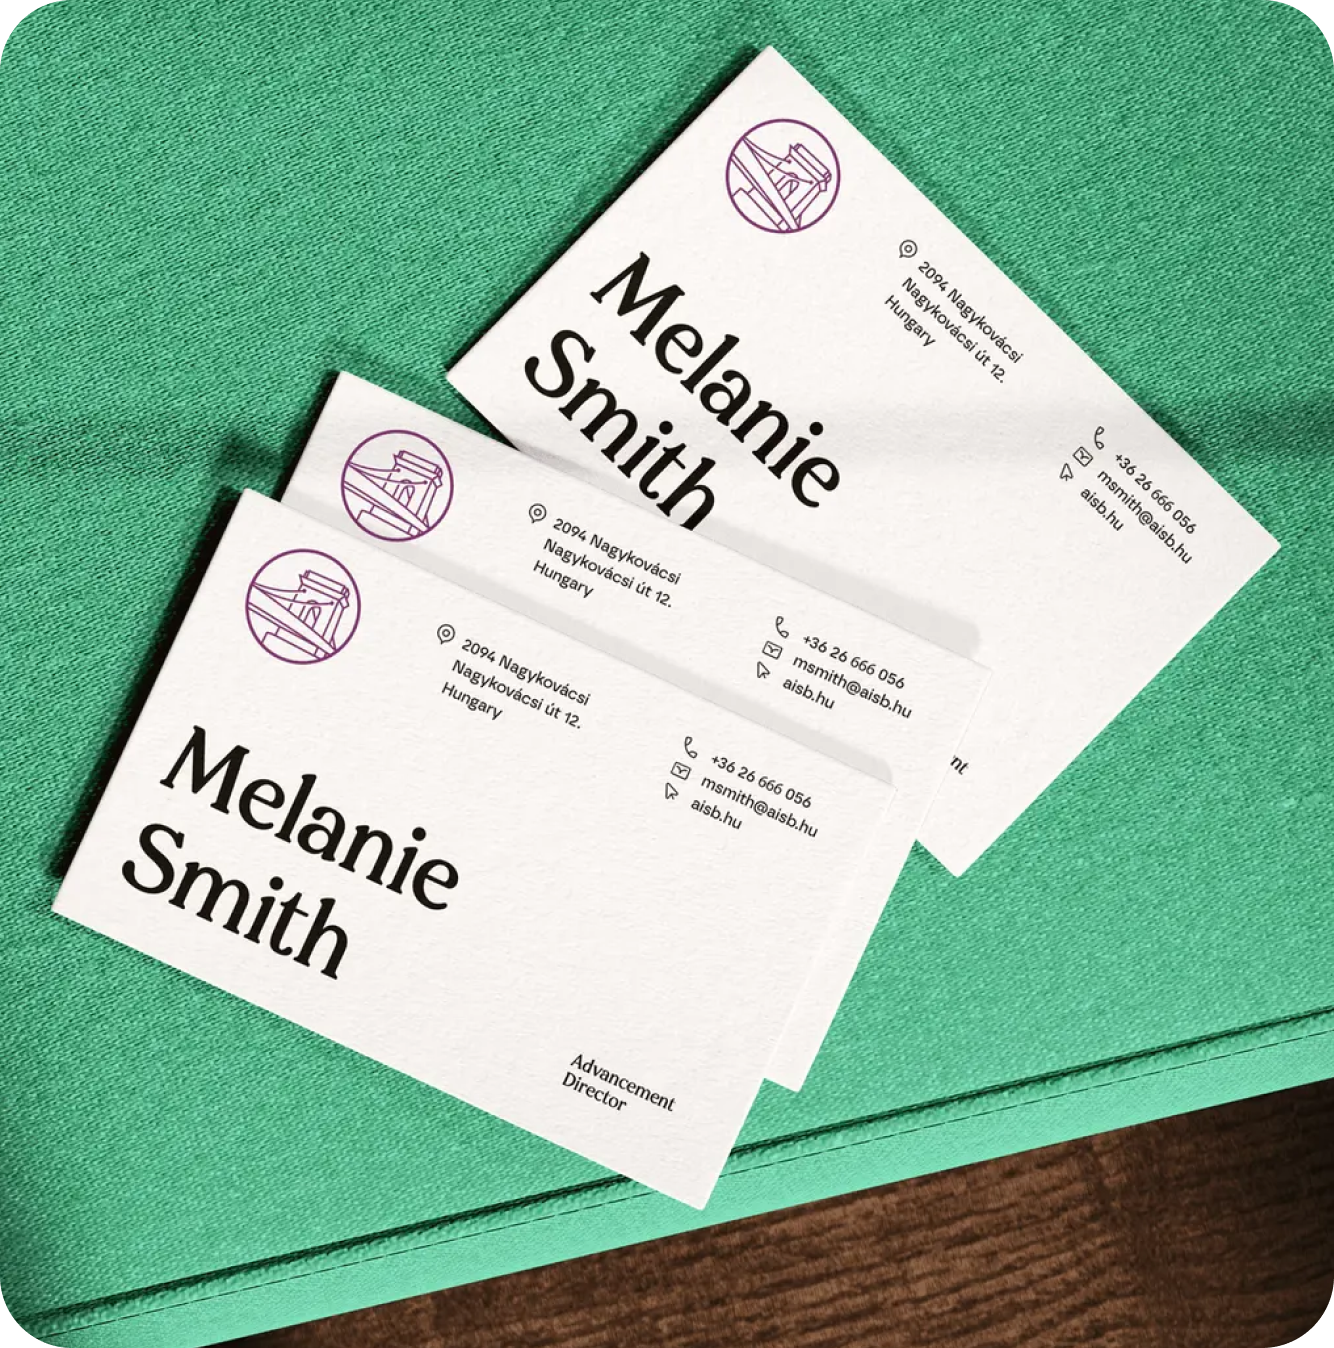 2094 Nagykovácsi
Nagykovácsi út 12.
Hungary
+36 26 666 056
msmith@aisb.hu
aisb.hu
Melanie
Smith
nt
2094 Nagykovácsi
Nagykovácsi út 12.
Hungary
+36 26 666 056
msmith@aisb.hu
aisb.hu
2094 Nagykovácsi
Nagykovácsi út 12.
Hungary
+36 26 666 056
msmith@aisb.hu
aisb.hu
Melanie
Smith
Advancement
Director